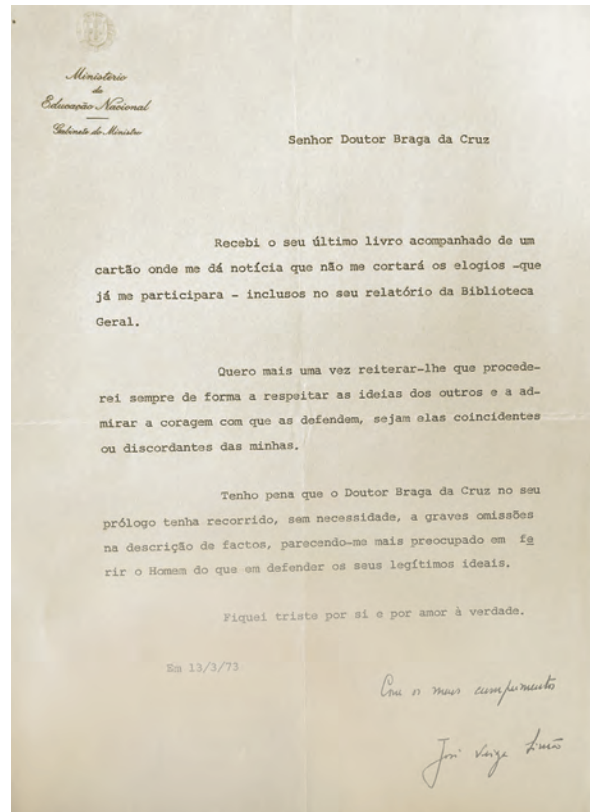 Ministério
da
Educação Nacional
Gabinete do Ministro
Senhor Doutor Braga da Cruz
Recebi o seu último livro acompanhado de um
cartão onde me dá notícia que não me cortará os elogios -que
já me participara - inclusos no seu relatório da Biblioteca
Geral.
Quero mais uma vez reiterar-lhe que procede-
rei sempre de forma a respeitar as ideias dos outros e a ad-
mirar a coragem com que as defendem, sejam elas coincidentes
ou discordantes das minhas.
Tenho pena que o Doutor Braga da Cruz no seu
prólogo tenha recorrido, sem necessidade, a graves omissões
na descrição de factos, parecendo-me mais preocupado em fe
rir o Homem do que em defender os seus legítimos ideais.
Fiquei triste por si e por amor à verdade.
Em 13/3/73
Com os meus cumprimentos
José Veiga Simão